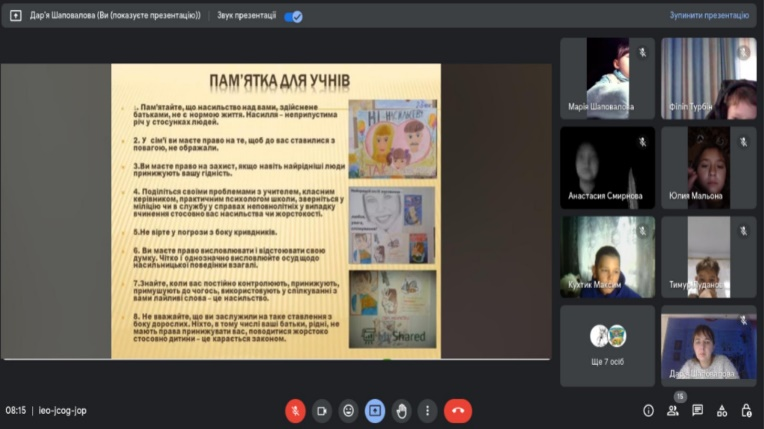 Дар'я Шаповалова (Ви (показуєте презентацію))
Звук презентації
Зупинити презентацію
ПАМ'ЯТКА ДЛЯ УЧНІВ
1. Пам'ятайте, що насильство над вами, здійснене
батьками, не є нормою життя. Насилля – неприпустима
річ у стосунках людей.
2. У сім'ї ви маєте право на те, щоб до вас ставилися з
повагою, не ображали.
3.Ви маєте право на захист, якщо навіть найрідніші люди
принижують вашу гідність.
4. Поділіться своїми проблемами з учителем, класним
керівником, практичним психологом школи, зверніться у
міліцію чи в службу у справах неповнолітніх у випадку
вчинення стосовно вас насильства чи жорстокості.
5.Не вірте у погрози з боку кривдників.
6. Ви маєте право висловлювати і відстоювати свою
думку. Чітко і однозначно висловлюйте осуд щодо
насильницької поведінки взагалі.
7.Знайте, коли вас постійно контролюють, принижують,
примушують до чогось, використовують у спілкуванні з
вами лайливі слова – це насильство.
8. Не вважайте, що ви заслужили на таке ставлення з
боку дорослих. Ніхто, в тому числі ваші батьки, рідні, не
мають права принижувати вас, поводитися жорстоко
стосовно дитини – це карається законом.
Shared
Марія Шаповалова
Філіп Турбін
Анастасия Смирнова
Юлия Мальона
Кухтик Максим
Тимур
Ще 7 осіб
08:15 | ieo-jcog-jop
15